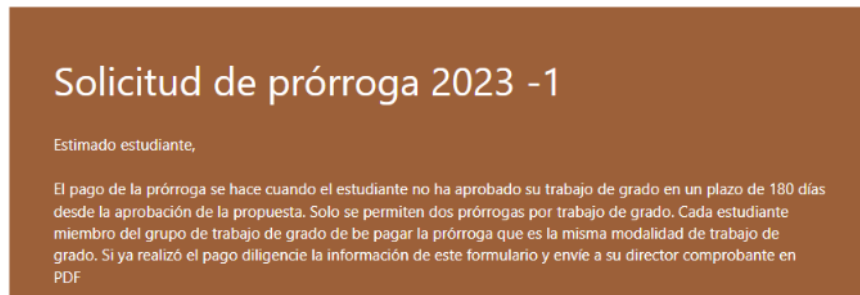 Solicitud de prórroga 2023 -1
Estimado estudiante,
El pago de la prórroga se hace cuando el estudiante no ha aprobado su trabajo de grado en un plazo de 180 días
desde la aprobación de la propuesta. Solo se permiten dos prórrogas por trabajo de grado. Cada estudiante
miembro del grupo de trabajo de grado de be pagar la prórroga que es la misma modalidad de trabajo de
grado. Si ya realizó el pago diligencie la información de este formulario y envíe a su director comprobante en
PDF